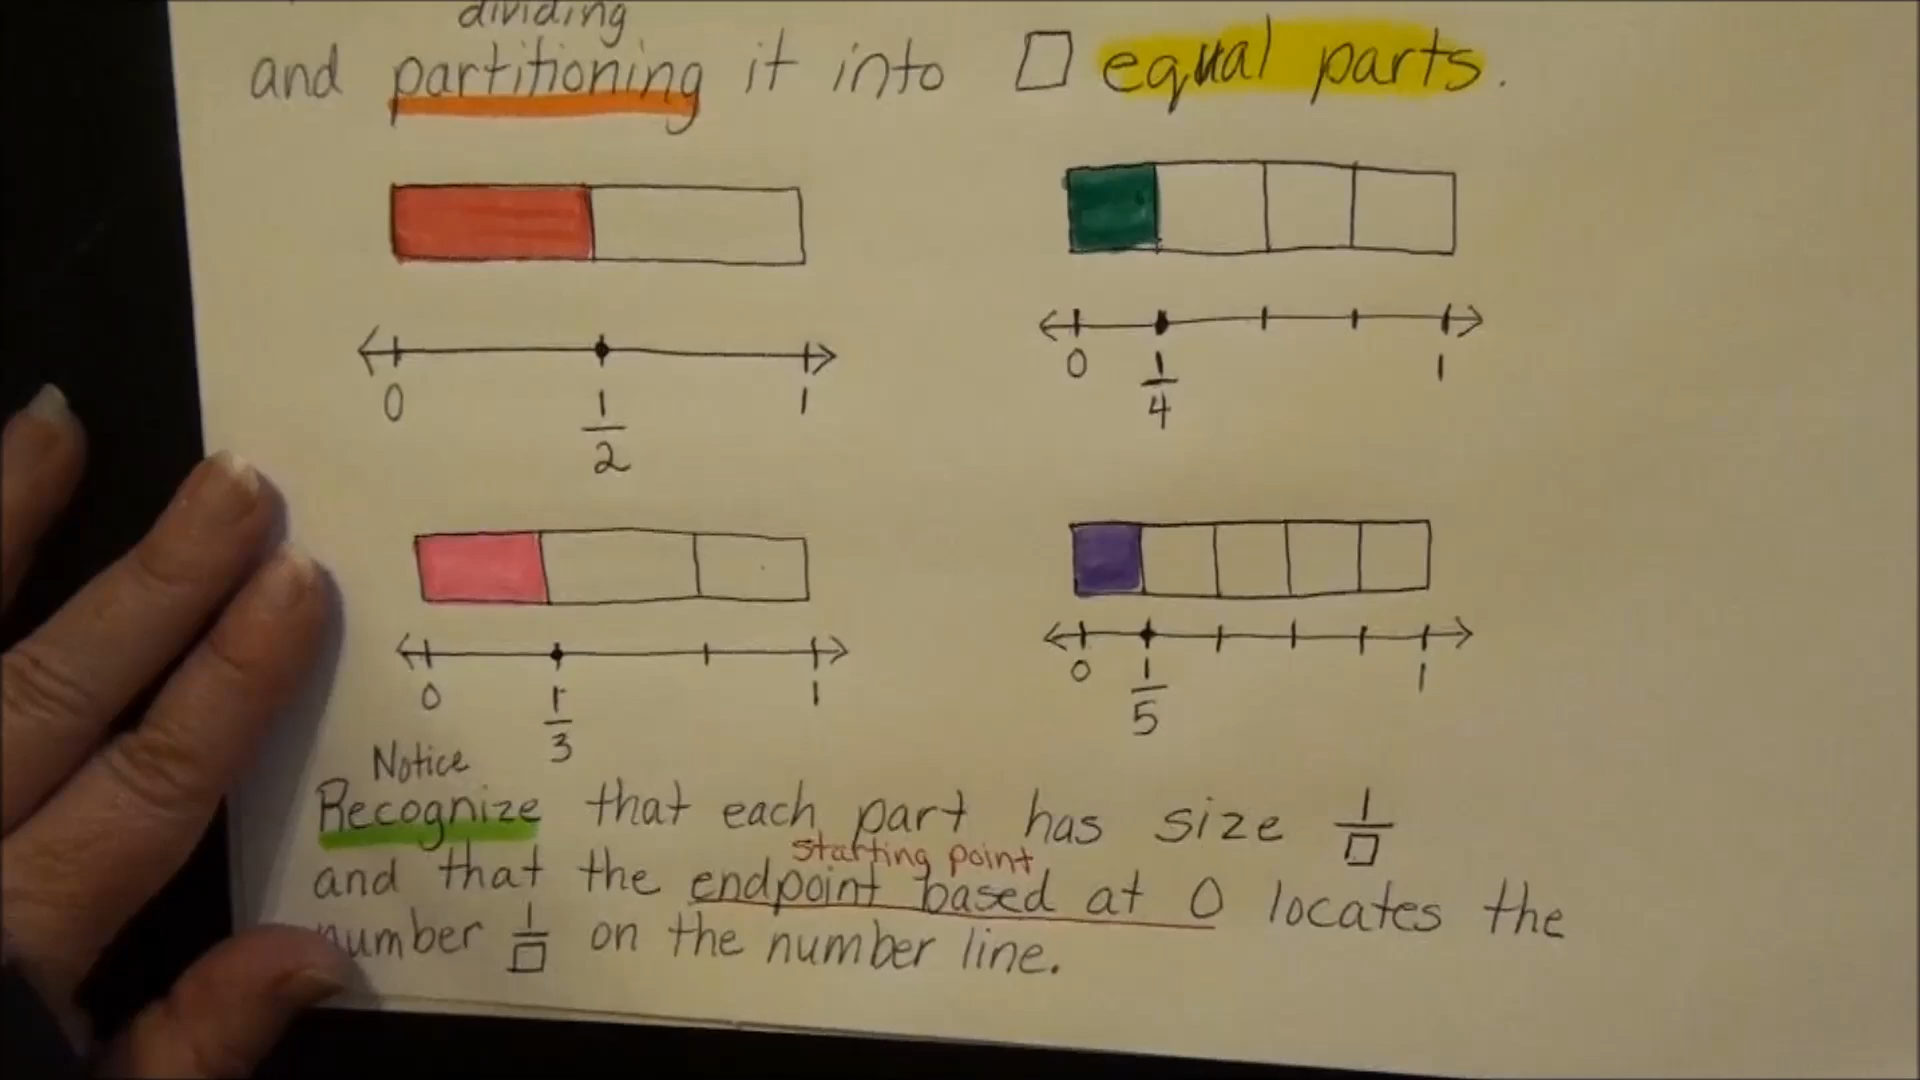 dividing
and partitioning it into □ equal parts.
0 1/2 1
0 1/4 1
0 1/3 1
0 1/5 1
Notice
Recognize that each part has size 1/□
starting point
and that the endpoint based at 0 locates the
number 1/□ on the number line.